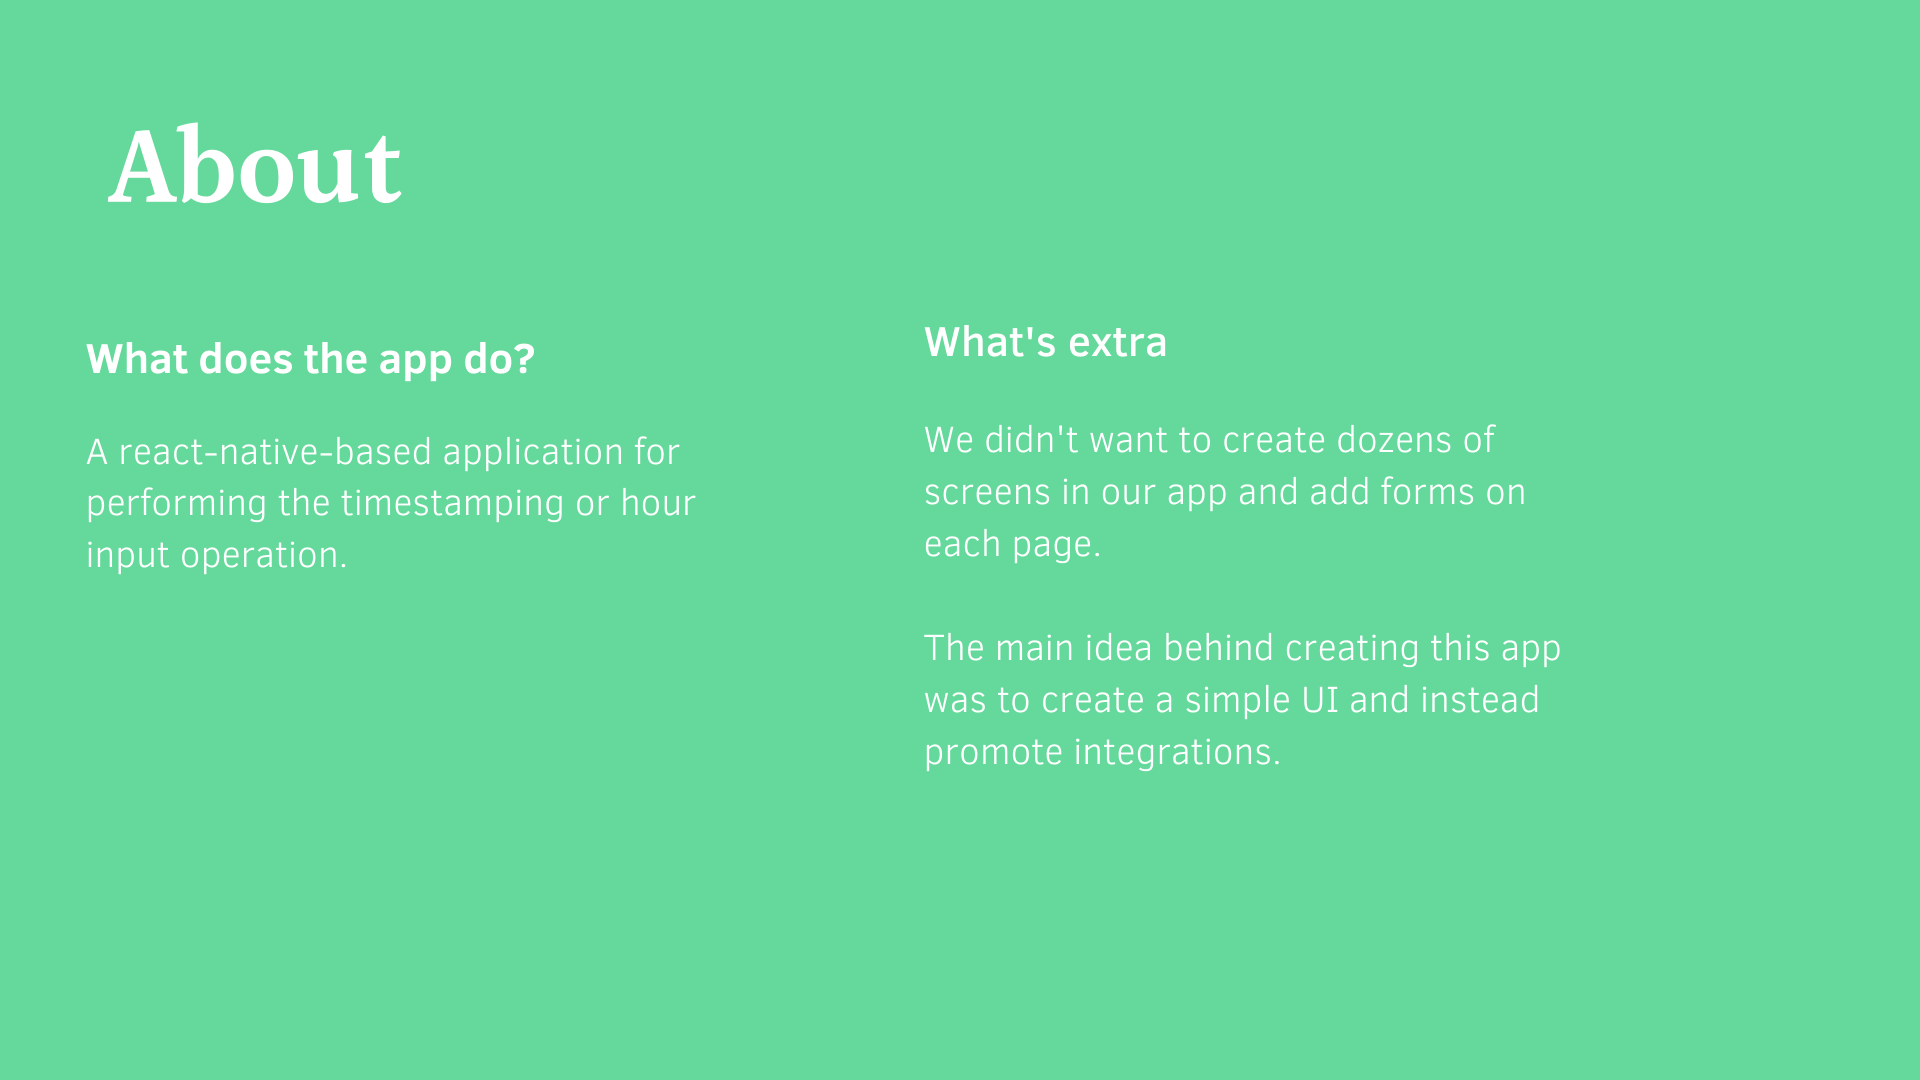 About
What does the app do?
A react-native-based application for
performing the timestamping or hour
input operation.
What's extra
We didn't want to create dozens of
screens in our app and add forms on
each page.
The main idea behind creating this app
was to create a simple UI and instead
promote integrations.